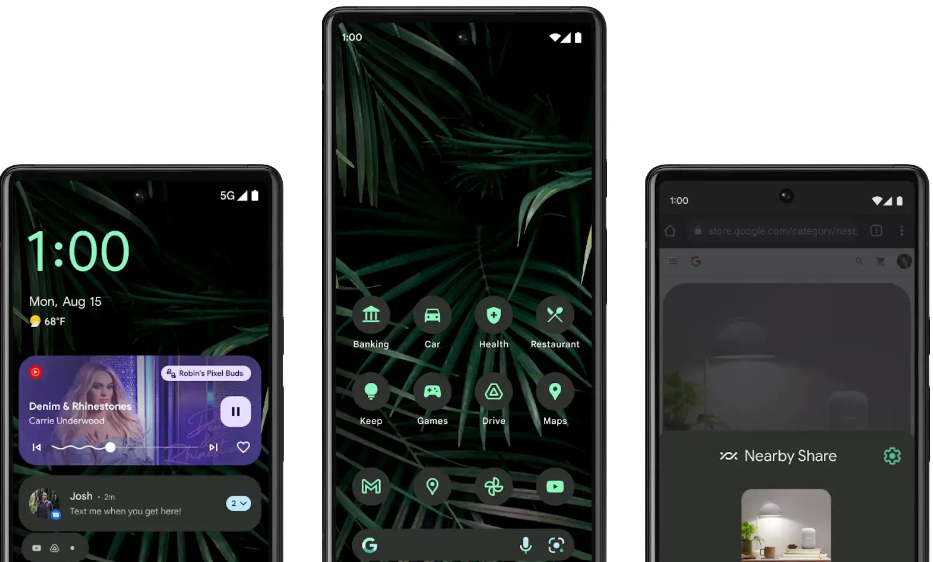 5G
1:00
Mon, Aug 15
68°F
Robin's Pixel Buds
Denim & Rhinestones
Carrie Underwood
Josh • 2m
Text me when you get here!
2
1:00
Banking
Car
Health
Restaurant
Keep
Games
Drive
Maps
1:00
store.google.com/category/nest_
1
Nearby Share